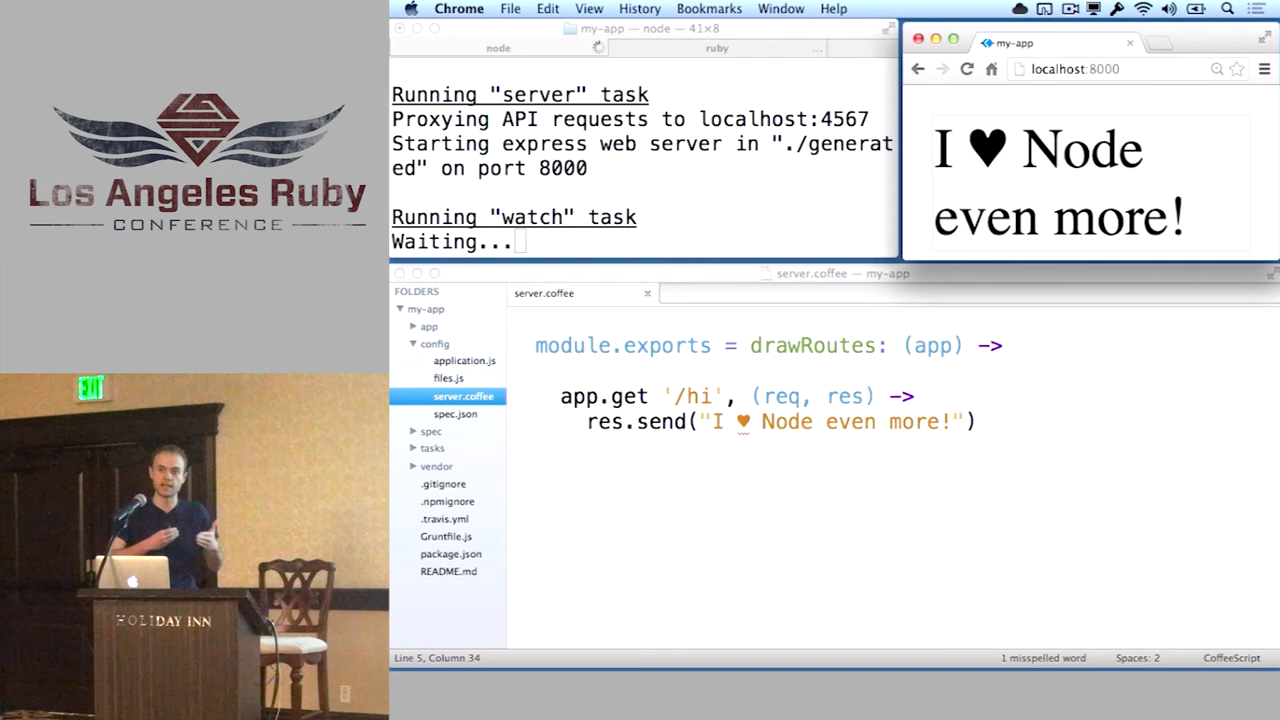 Los Angeles Ruby
CONFERENCE
EXIT
HOLIDAY INN
Chrome File Edit View History Bookmarks Window Help
my-app — node — 41×8
node ruby ...
Running "server" task
Proxying API requests to localhost:4567
Starting express web server in "./generat
ed" on port 8000
Running "watch" task
Waiting...
my-app
localhost:8000
I ♥ Node
even more!
server.coffee — my-app
FOLDERS
my-app
app
config
application.js
files.js
server.coffee
spec.json
spec
tasks
vendor
.gitignore
.npmignore
.travis.yml
Gruntfile.js
package.json
README.md
server.coffee
module.exports = drawRoutes: (app) ->
app.get '/hi', (req, res) ->
res.send("I ♥ Node even more!")
Line 5, Column 34 1 misspelled word Spaces: 2 CoffeeScript